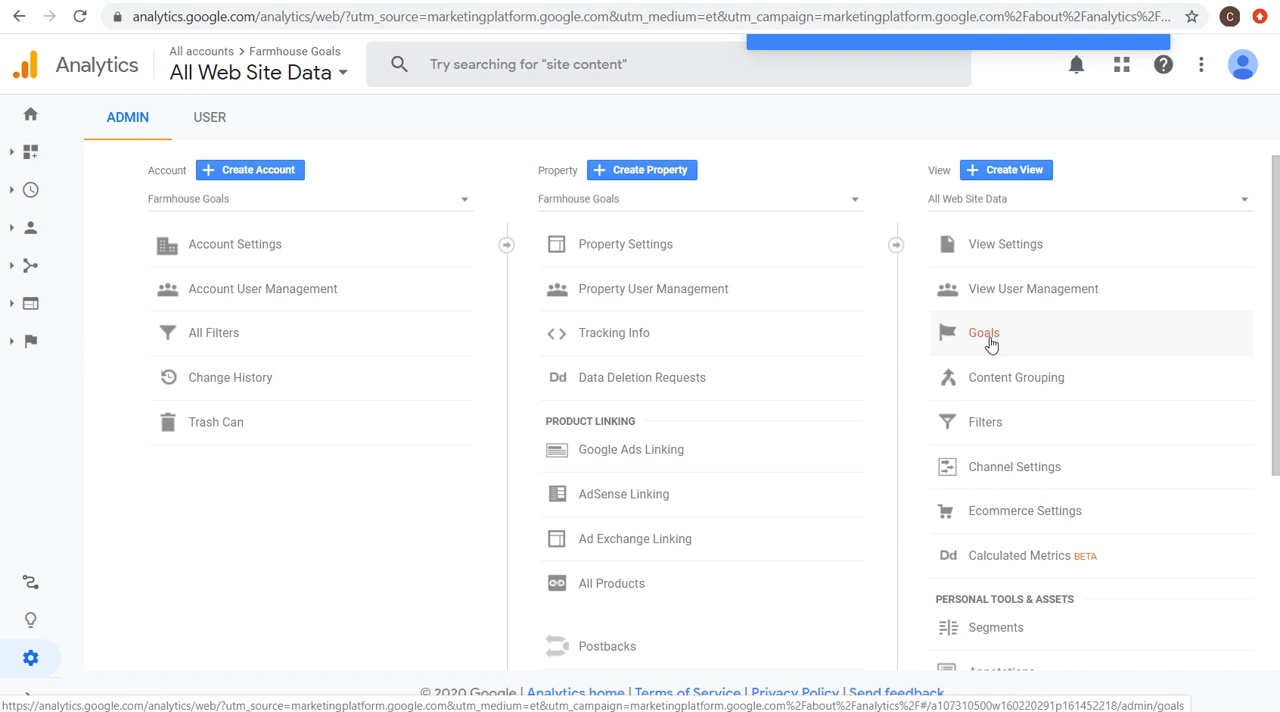 analytics.google.com/analytics/web/?utm_source=marketingplatform.google.com&utm_medium=et&utm_campaign=marketingplatform.google.com%2Fabout%2Fanalytics%2F...
C
Analytics
All accounts > Farmhouse Goals
All Web Site Data
Try searching for "site content"
ADMIN
USER
Account
Create Account
Farmhouse Goals
Account Settings
Account User Management
All Filters
Change History
Trash Can
Property
Create Property
Farmhouse Goals
Property Settings
Property User Management
Tracking Info
Dd Data Deletion Requests
PRODUCT LINKING
Google Ads Linking
AdSense Linking
Ad Exchange Linking
All Products
Postbacks
View
Create View
All Web Site Data
View Settings
View User Management
Goals
Content Grouping
Filters
Channel Settings
Ecommerce Settings
Dd Calculated Metrics BETA
PERSONAL TOOLS & ASSETS
Segments
Annotations
© 2020 Google | Analytics home | Terms of Service | Privacy Policy | Send feedback
https://analytics.google.com/analytics/web/?utm_source=marketingplatform.google.com&utm_medium=et&utm_campaign=marketingplatform.google.com%2Fabout%2Fanalytics%2F#/a107310500w160220291p161452218/admin/goals